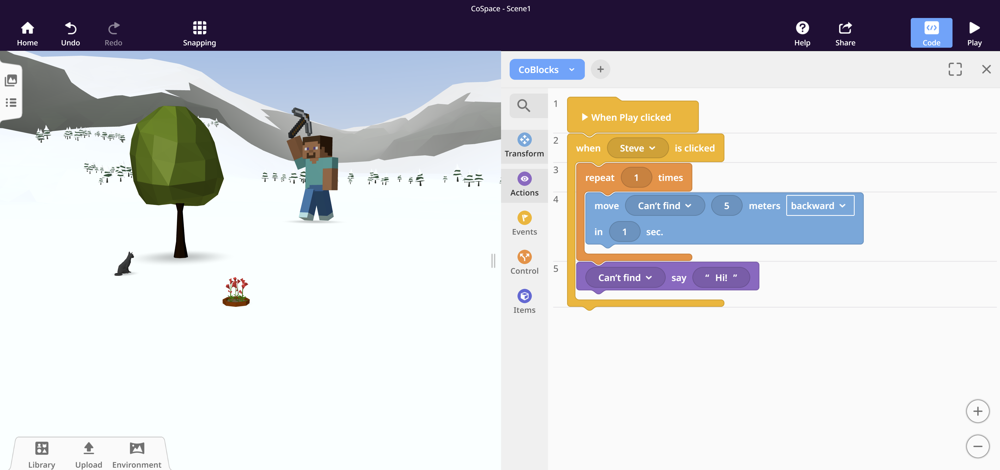 CoSpace - Scene1
Home
Undo
Redo
Snapping
Help
Share
Code
Play
CoBlocks
Transform
Actions
Events
Control
Items
1
When Play clicked
2
when Steve is clicked
3
repeat 1 times
4
move Can't find 5 meters backward
in 1 sec.
5
Can't find say “ Hi! ”
Library
Upload
Environment